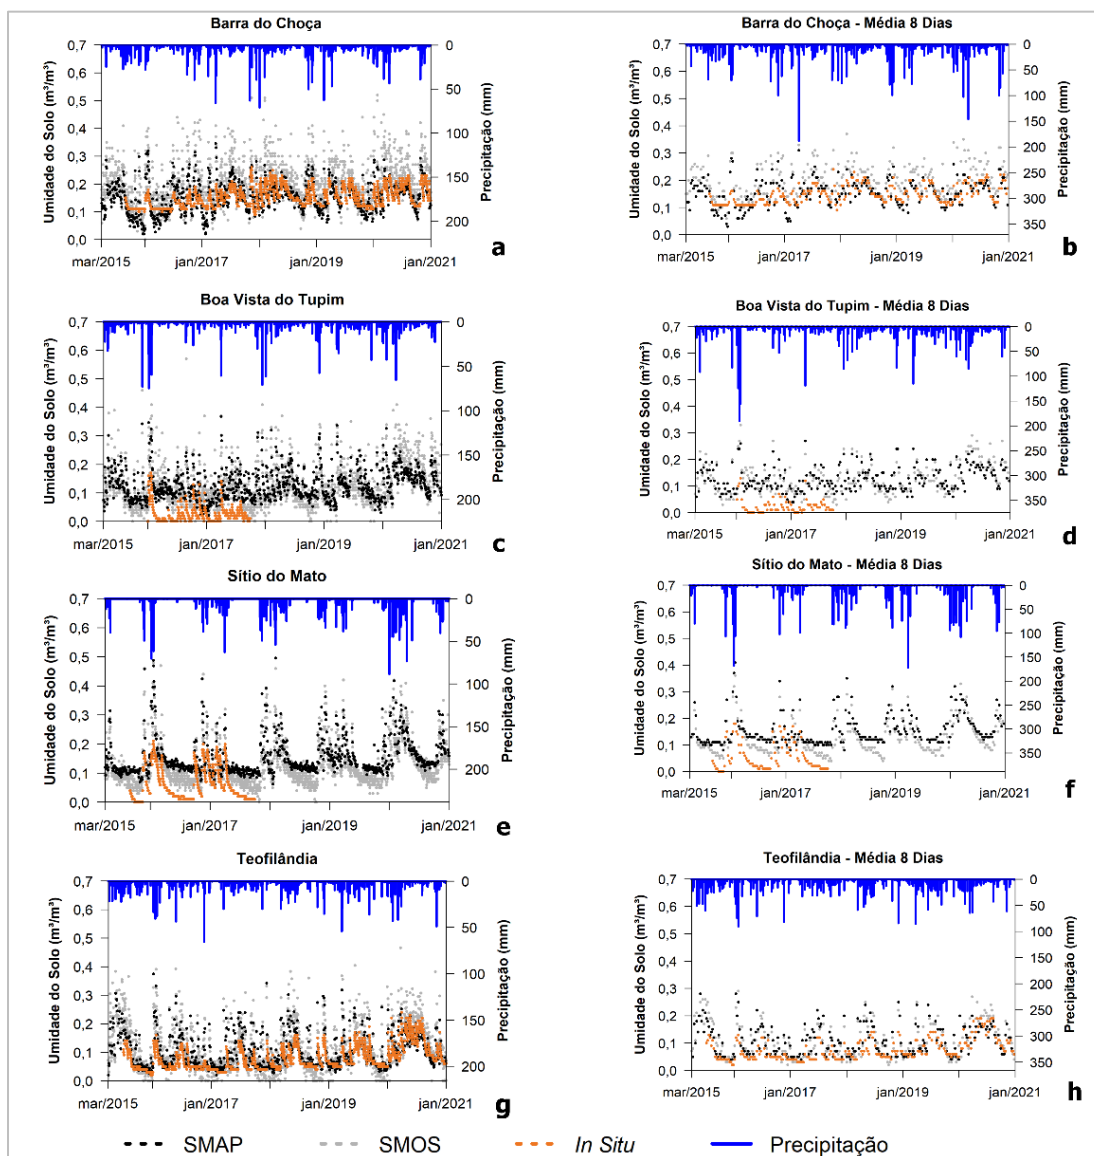 Barra do Choça
0,7
0,6
0,5
0,4
0,3
0,2
0,1
0,0
Umidade do Solo (m³/m³)
0
50
100
150
200
Precipitação (mm)
mar/2015 jan/2017 jan/2019 jan/2021
a
Barra do Choça - Média 8 Dias
0,7
0,6
0,5
0,4
0,3
0,2
0,1
0,0
Umidade do Solo (m³/m³)
0
50
100
150
200
250
300
350
Precipitação (mm)
mar/2015 jan/2017 jan/2019 jan/2021
b
Boa Vista do Tupim
0,7
0,6
0,5
0,4
0,3
0,2
0,1
0,0
Umidade do Solo (m³/m³)
0
50
100
150
200
Precipitação (mm)
mar/2015 jan/2017 jan/2019 jan/2021
c
Boa Vista do Tupim - Média 8 Dias
0,7
0,6
0,5
0,4
0,3
0,2
0,1
0,0
Umidade do Solo (m³/m³)
0
50
100
150
200
250
300
350
Precipitação (mm)
mar/2015 jan/2017 jan/2019 jan/2021
d
Sítio do Mato
0,7
0,6
0,5
0,4
0,3
0,2
0,1
0,0
Umidade do Solo (m³/m³)
0
50
100
150
200
Precipitação (mm)
mar/2015 jan/2017 jan/2019 jan/2021
e
Sítio do Mato - Média 8 Dias
0,7
0,6
0,5
0,4
0,3
0,2
0,1
0,0
Umidade do Solo (m³/m³)
0
50
100
150
200
250
300
350
Precipitação (mm)
mar/2015 jan/2017 jan/2019 jan/2021
f
Teofilândia
0,7
0,6
0,5
0,4
0,3
0,2
0,1
0,0
Umidade do Solo (m³/m³)
0
50
100
150
200
Precipitação (mm)
mar/2015 jan/2017 jan/2019 jan/2021
g
Teofilândia - Média 8 Dias
0,7
0,6
0,5
0,4
0,3
0,2
0,1
0,0
Umidade do Solo (m³/m³)
0
50
100
150
200
250
300
350
Precipitação (mm)
mar/2015 jan/2017 jan/2019 jan/2021
h
SMAP SMOS In Situ Precipitação